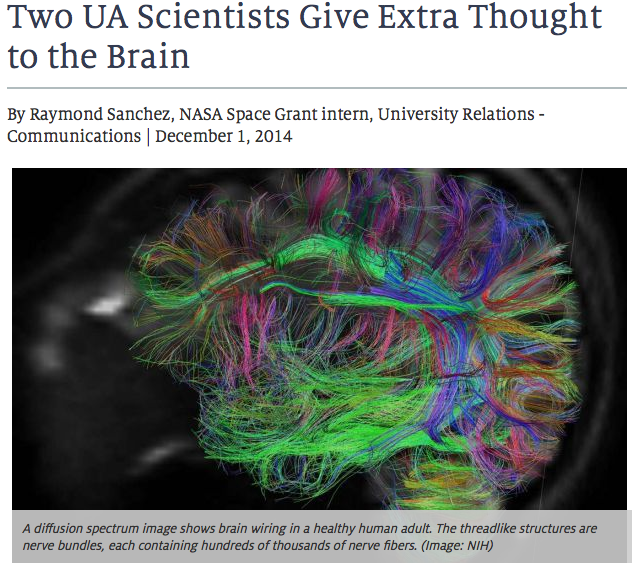 Two UA Scientists Give Extra Thought
to the Brain
By Raymond Sanchez, NASA Space Grant intern, University Relations -
Communications | December 1, 2014
A diffusion spectrum image shows brain wiring in a healthy human adult. The threadlike structures are
nerve bundles, each containing hundreds of thousands of nerve fibers. (Image: NIH)